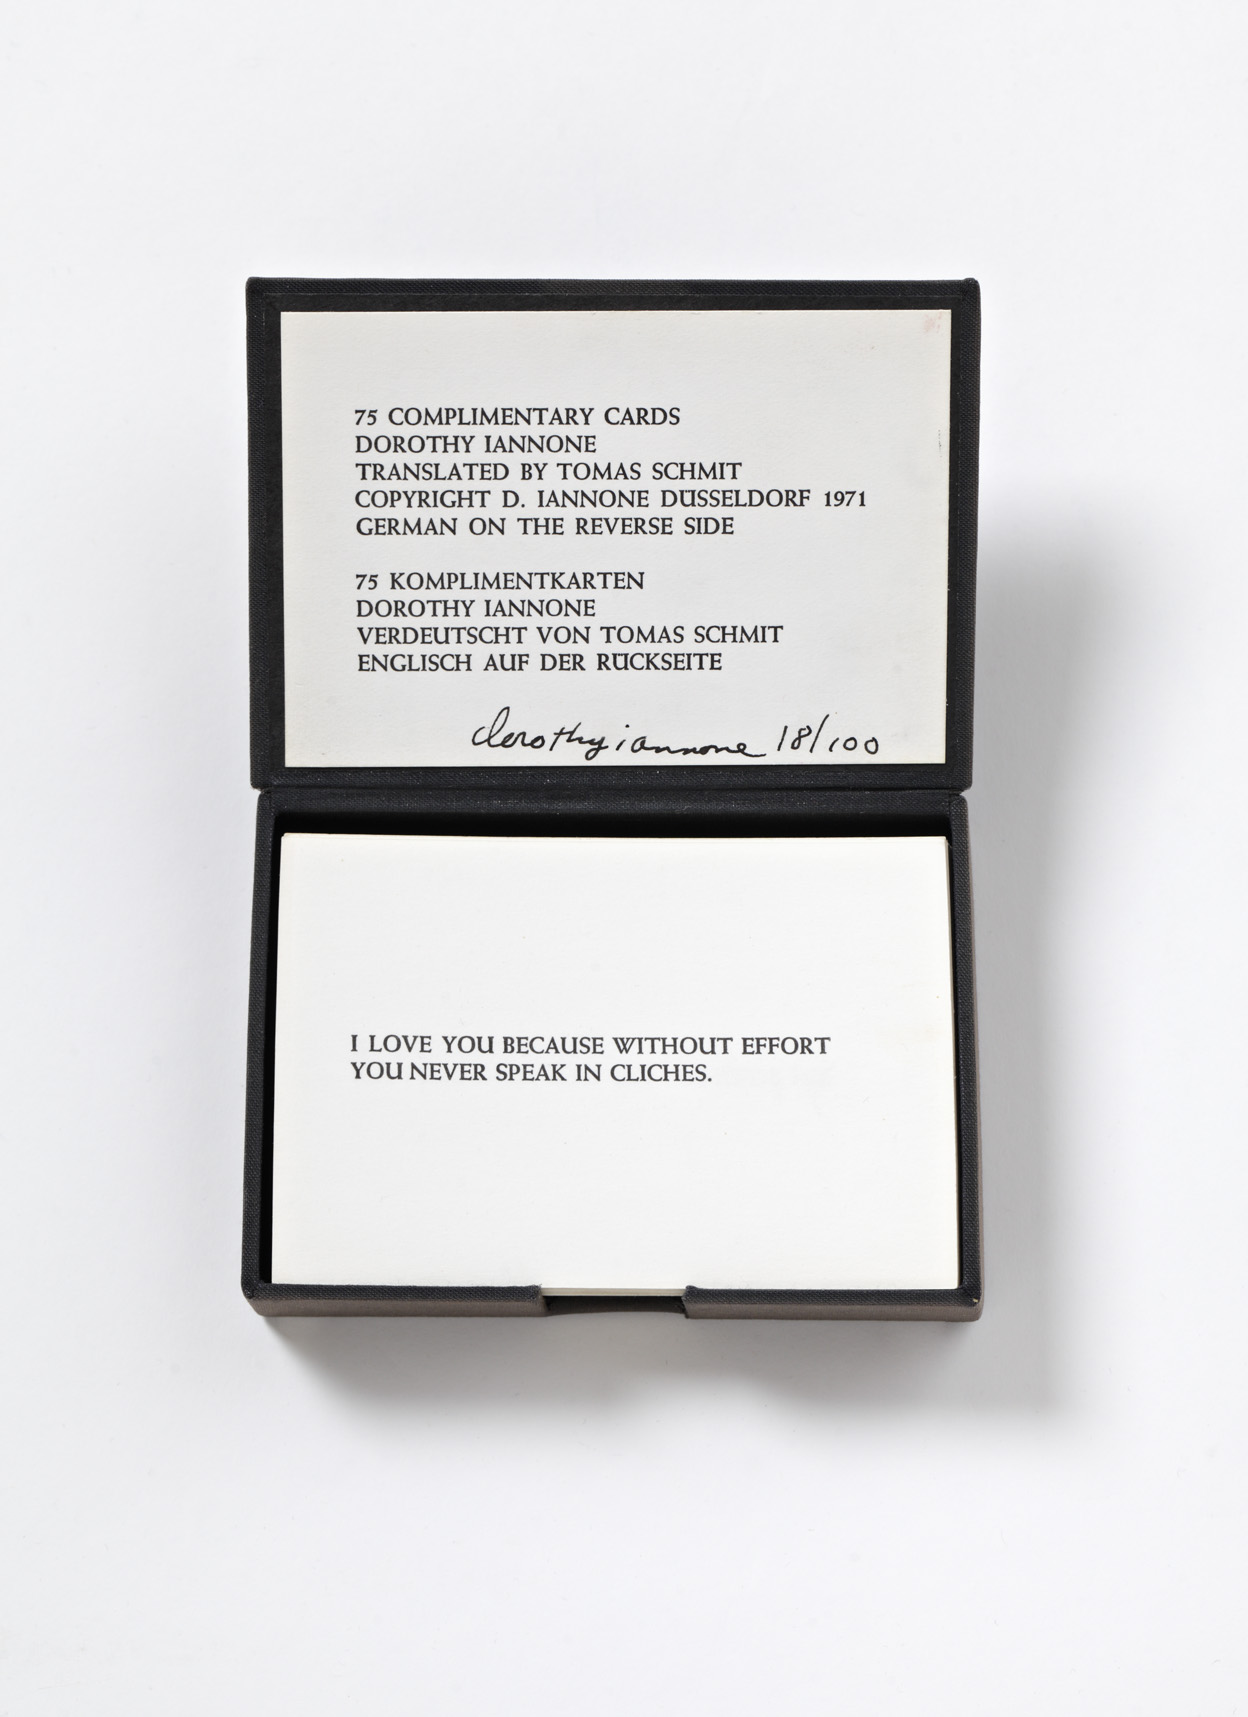 75 COMPLIMENTARY CARDS
DOROTHY IANNONE
TRANSLATED BY TOMAS SCHMIT
COPYRIGHT D. IANNONE DÜSSELDORF 1971
GERMAN ON THE REVERSE SIDE
75 KOMPLIMENTKARTEN
DOROTHY IANNONE
VERDEUTSCHT VON TOMAS SCHMIT
ENGLISCH AUF DER RÜCKSEITE
dorothy iannone 18/100
I LOVE YOU BECAUSE WITHOUT EFFORT
YOU NEVER SPEAK IN CLICHES.